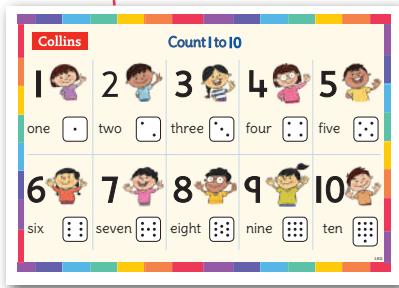 Collins
Count 1 to 10
1 2 3 4 5
one two three four five
6 7 8 9 10
six seven eight nine ten